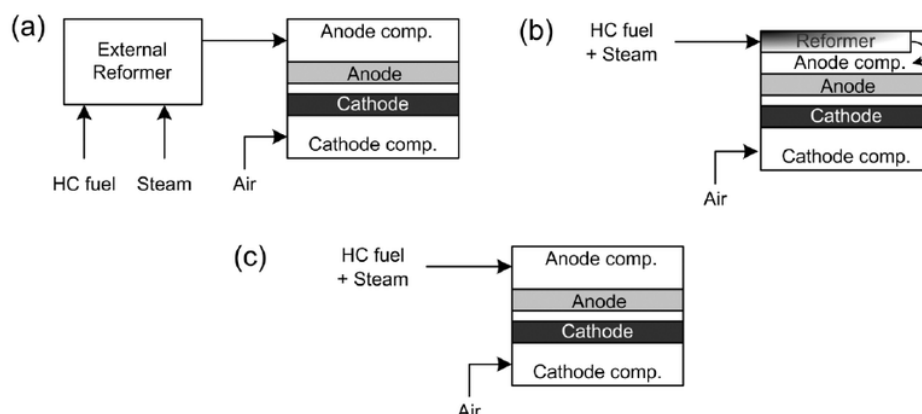 (a)
External
Reformer
HC fuel
Steam
Air
Anode comp.
Anode
Cathode
Cathode comp.
(b)
HC fuel
+ Steam
Reformer
Anode comp.
Anode
Cathode
Cathode comp.
Air
(c)
HC fuel
+ Steam
Anode comp.
Anode
Cathode
Cathode comp.
Air